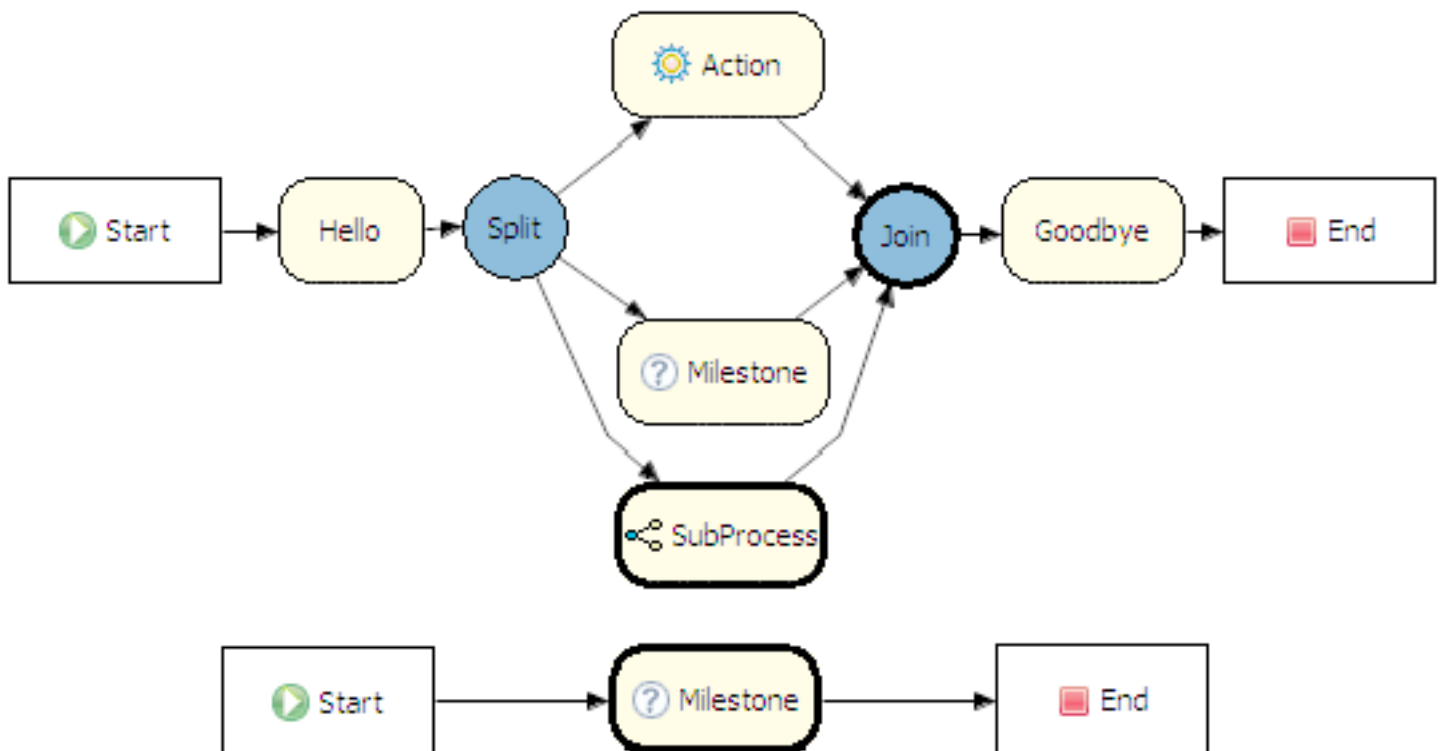 Action
Start
Hello
Split
Join
Goodbye
End
? Milestone
SubProcess
Start
? Milestone
End